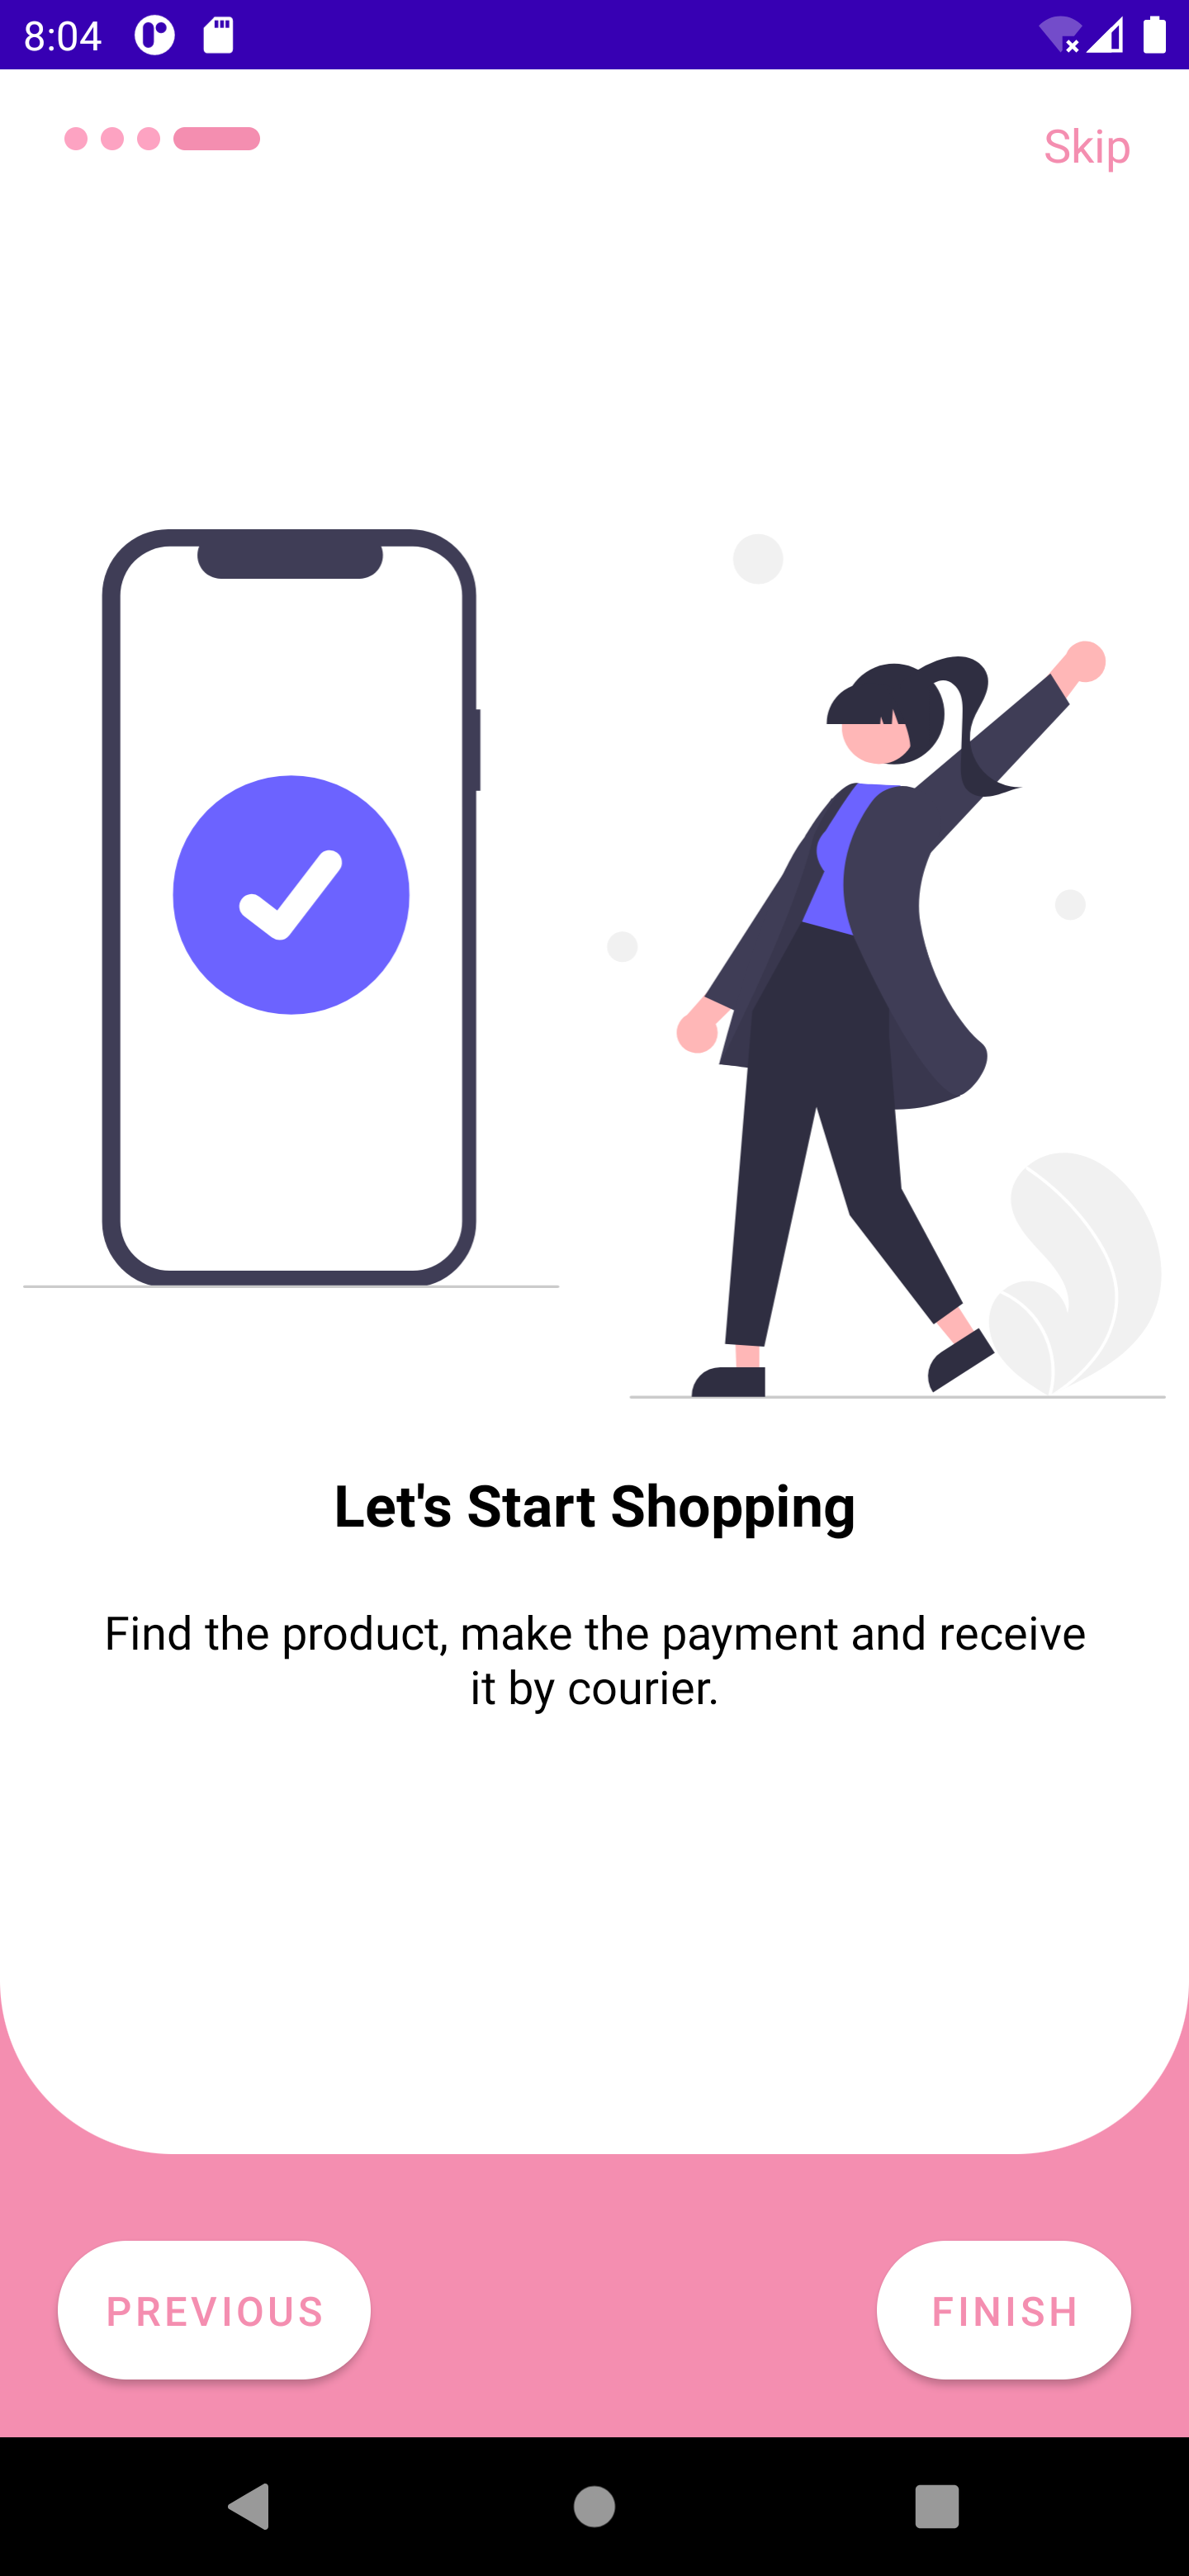 8:04
Skip
Let's Start Shopping
Find the product, make the payment and receive
it by courier.
PREVIOUS
FINISH